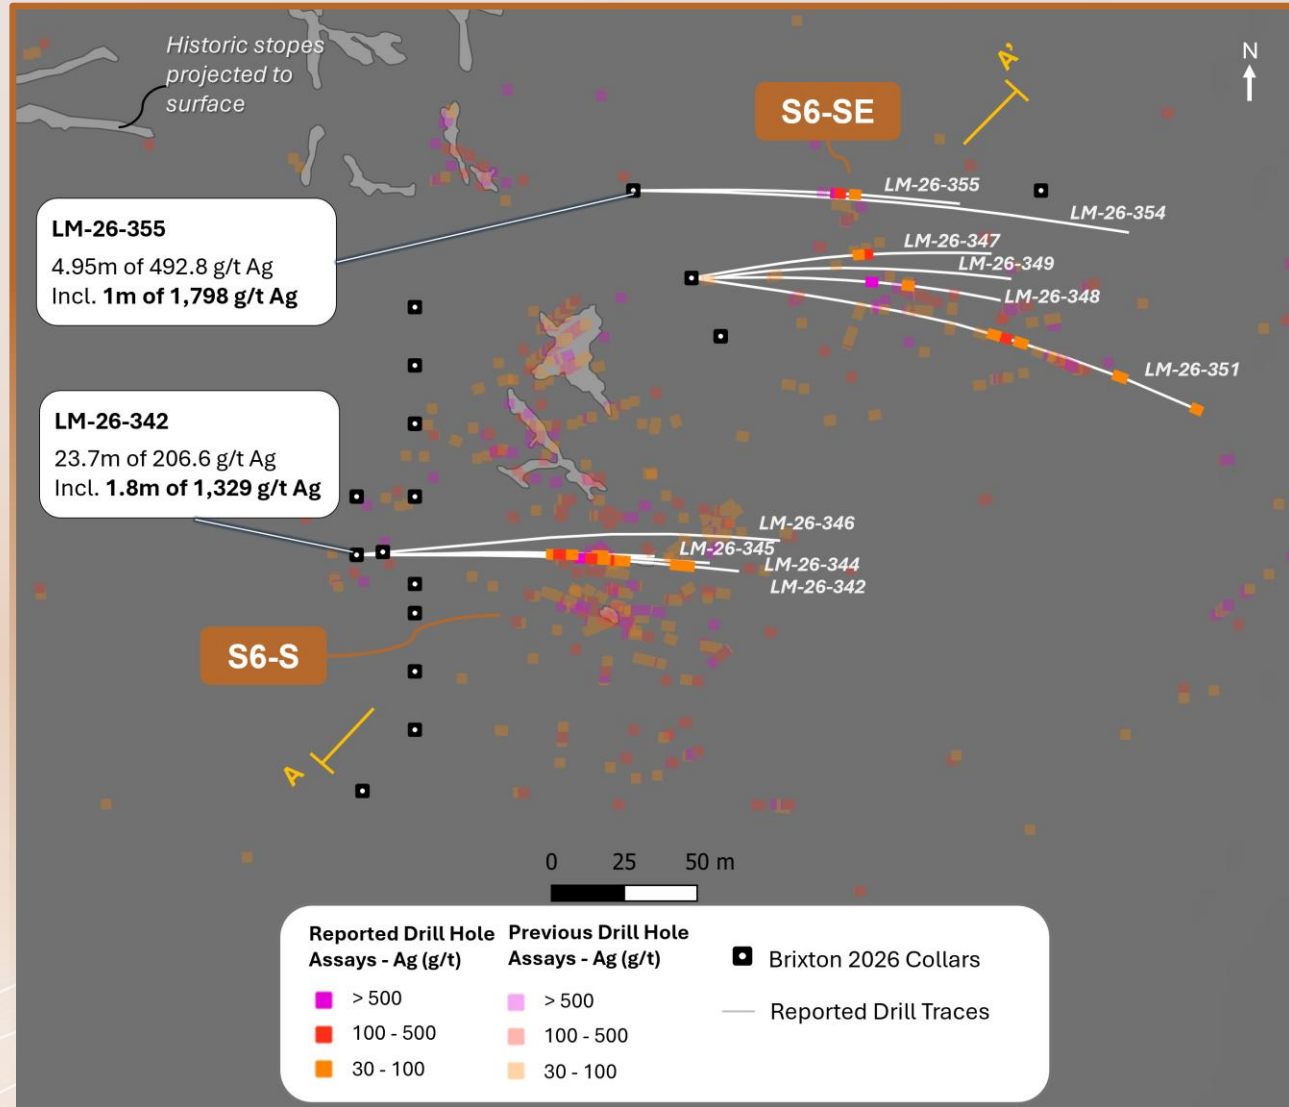 Historic stopes
projected to
surface
N
A'
S6-SE
LM-26-355
4.95m of 492.8 g/t Ag
Incl. 1m of 1,798 g/t Ag
LM-26-355
LM-26-354
LM-26-347
LM-26-349
LM-26-348
LM-26-351
LM-26-342
23.7m of 206.6 g/t Ag
Incl. 1.8m of 1,329 g/t Ag
LM-26-346
LM-26-345
LM-26-344
LM-26-342
S6-S
A
0 25 50 m
Reported Drill Hole
Assays - Ag (g/t)
> 500
100 - 500
30 - 100
Previous Drill Hole
Assays - Ag (g/t)
> 500
100 - 500
30 - 100
Brixton 2026 Collars
Reported Drill Traces